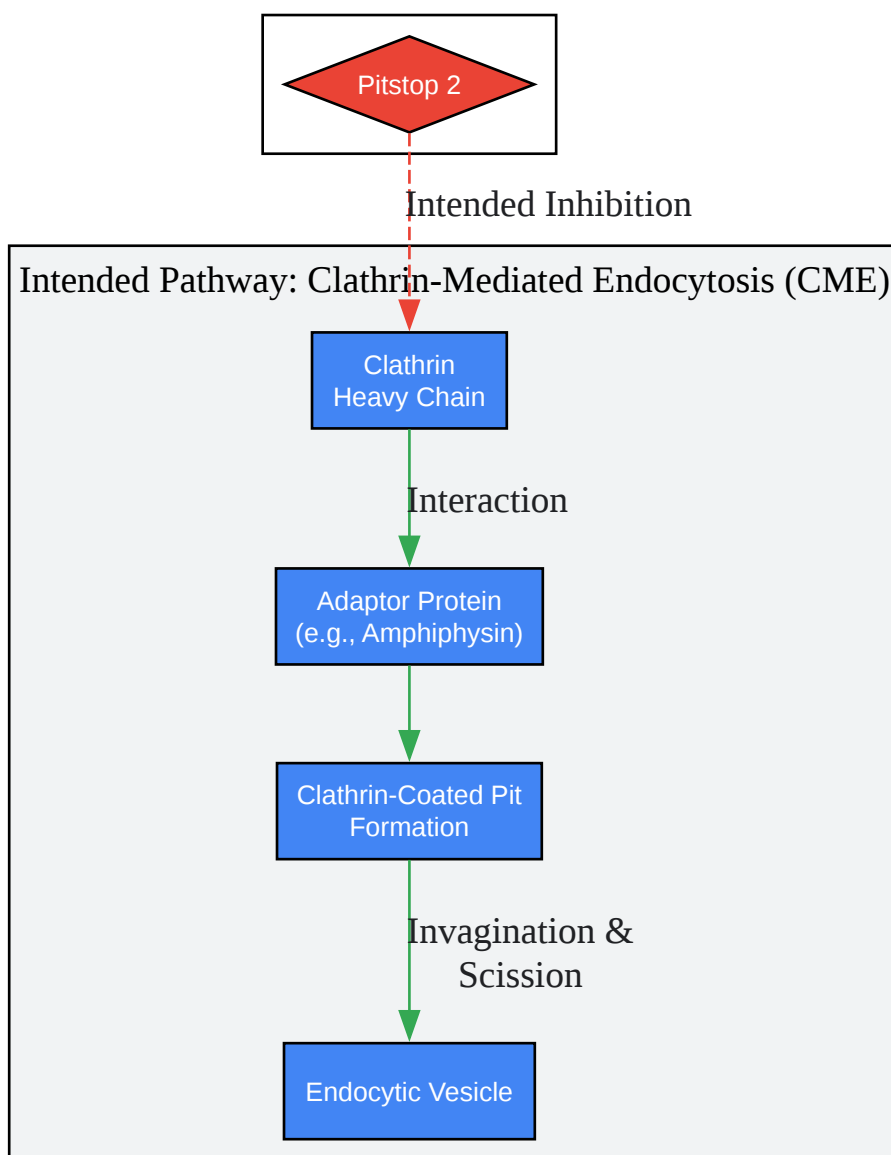 Pitstop 2
Intended Inhibition
Intended Pathway: Clathrin-Mediated Endocytosis (CME)
Clathrin
Heavy Chain
Interaction
Adaptor Protein
(e.g., Amphiphysin)
Clathrin-Coated Pit
Formation
Invagination &
Scission
Endocytic Vesicle